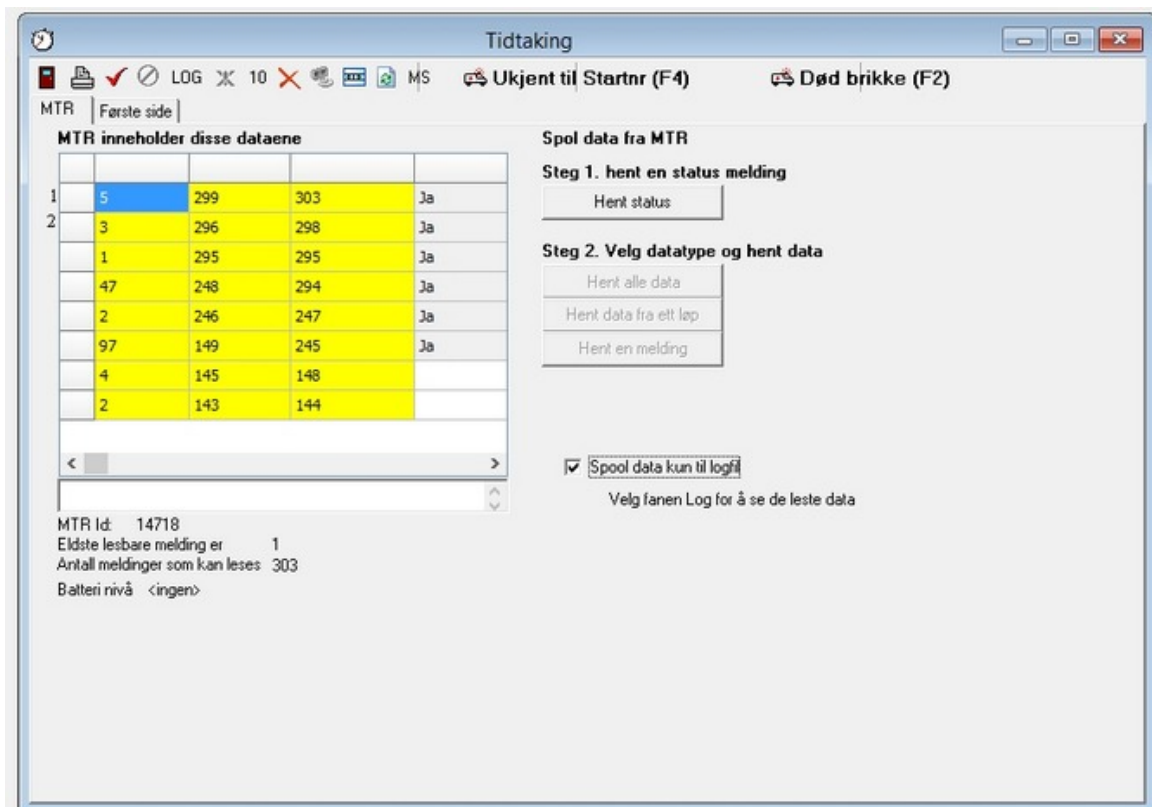 Tidtaking
LOG 10 MS Ukjent til Startnr (F4) Død brikke (F2)
MTR Første side
MTR inneholder disse dataene
1 5 299 303 Ja
2 3 296 298 Ja
1 295 295 Ja
47 248 294 Ja
2 246 247 Ja
97 149 245 Ja
4 145 148
2 143 144
MTR Id: 14718
Eldste lesbare melding er 1
Antall meldinger som kan leses 303
Batteri nivå <ingen>
Spol data fra MTR
Steg 1. hent en status melding
Hent status
Steg 2. Velg datatype og hent data
Hent alle data
Hent data fra ett løp
Hent en melding
Spool data kun til logfil
Velg fanen Log for å se de leste data